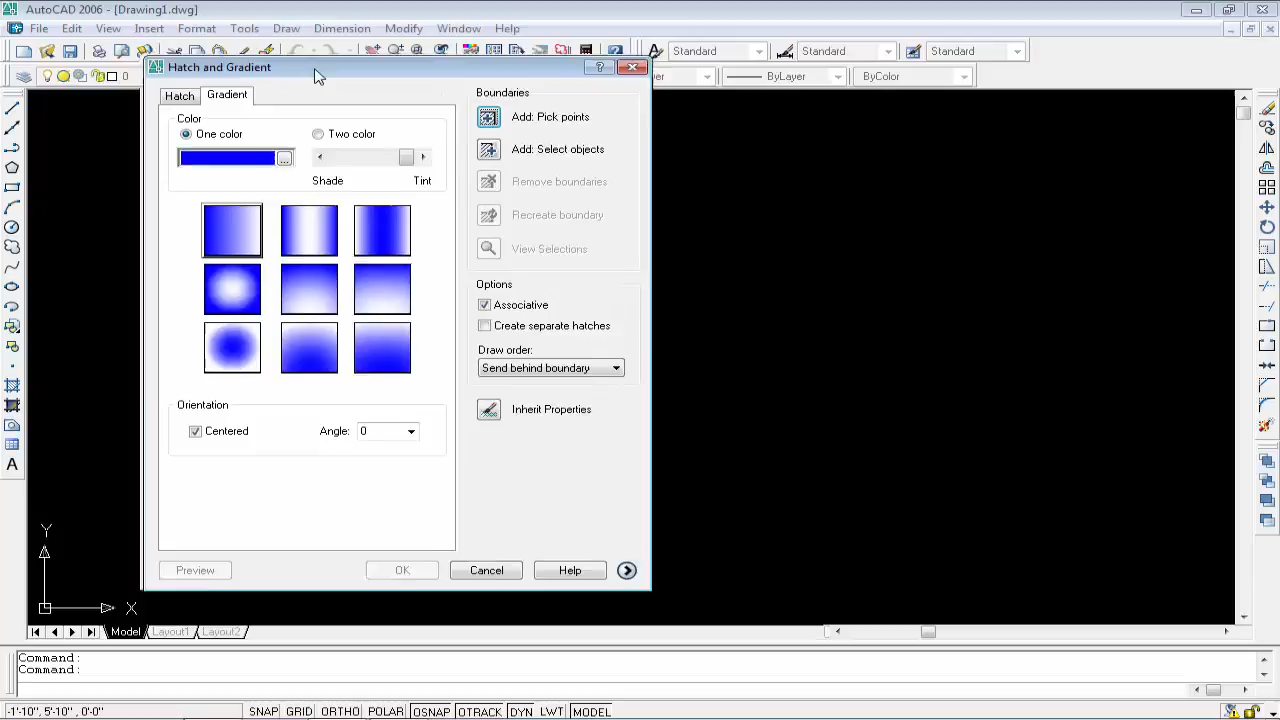 AutoCAD 2006 - [Drawing1.dwg]
File Edit View Insert Format Tools Draw Dimension Modify Window Help
Standard Standard Standard
0 ByLayer ByColor
Hatch and Gradient
Hatch Gradient
Color
One color Two color
...
Shade Tint
Orientation
Centered Angle: 0
Boundaries
Add: Pick points
Add: Select objects
Remove boundaries
Recreate boundary
View Selections
Options
Associative
Create separate hatches
Draw order:
Send behind boundary
Inherit Properties
Preview OK Cancel Help
Y
X
Model Layout1 Layout2
Command:
Command:
-1'-10", 5'-10", 0'-0" SNAP GRID ORTHO POLAR OSNAP OTRACK DYN LWT MODEL